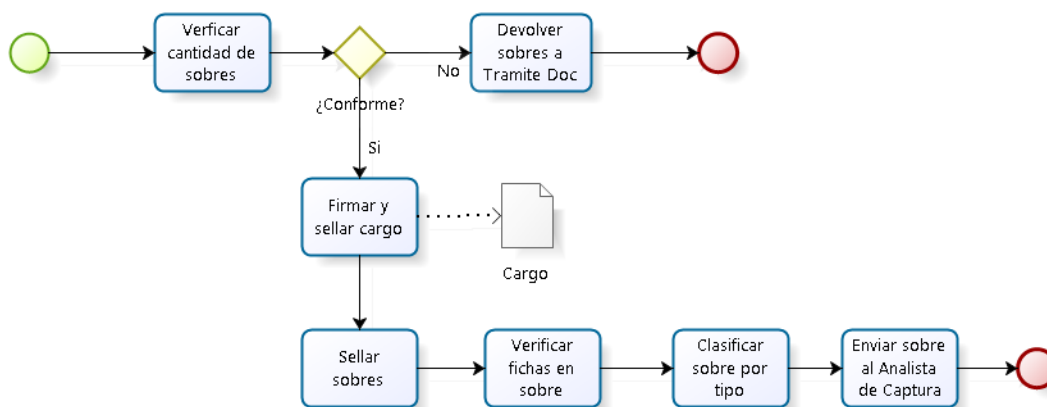 Verficar
cantidad de
sobres
Devolver
sobres a
Tramite Doc
No
¿Conforme?
Si
Firmar y
sellar cargo
Cargo
Sellar
sobres
Verificar
fichas en
sobre
Clasificar
sobre por
tipo
Enviar sobre
al Analista
de Captura